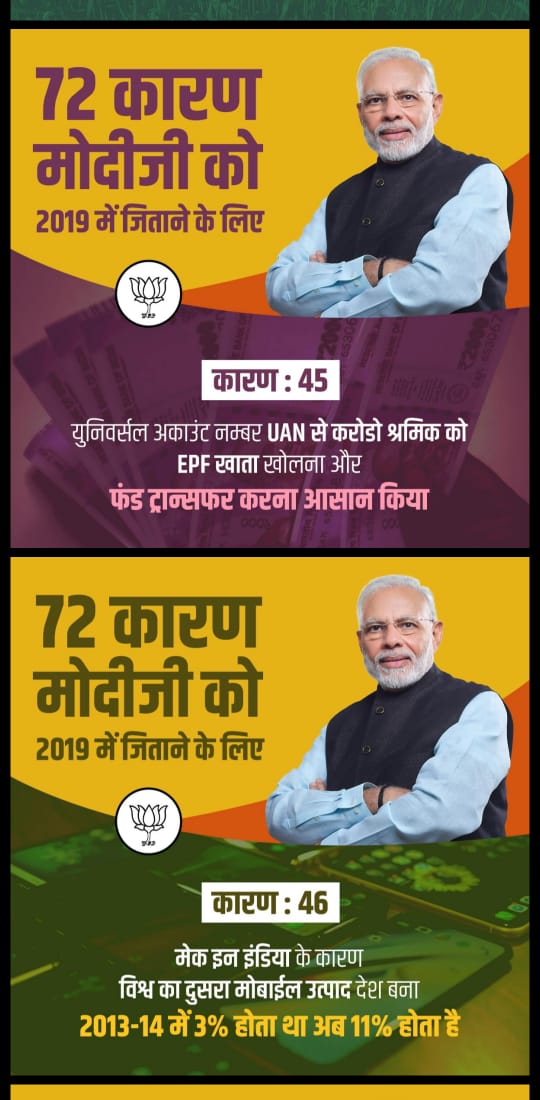 72 कारण
मोदीजी को
2019 में जिताने के लिए
कारण : 45
युनिवर्सल अकाउंट नम्बर UAN से करोडो श्रमिक को
EPF खाता खोलना और
फंड ट्रान्सफर करना आसान किया
72 कारण
मोदीजी को
2019 में जिताने के लिए
कारण : 46
मेक इन इंडिया के कारण
विश्व का दुसरा मोबाईल उत्पाद देश बना
2013-14 में 3% होता था अब 11% होता है